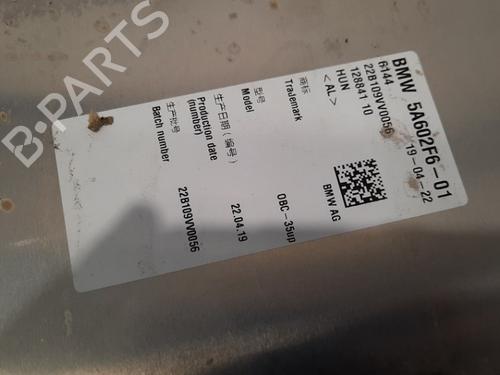 BMW 5A602F6-01
6144 19-04-22
22B109VV0056
128841 10
HUN
<AL>
商标
Trademark
BMW AG
型号
Model
OBC-35up
生产日期（编号）
Production date
(number)
22.04.19
生产批号
Batch number
22B109VV0056
B-PARTS